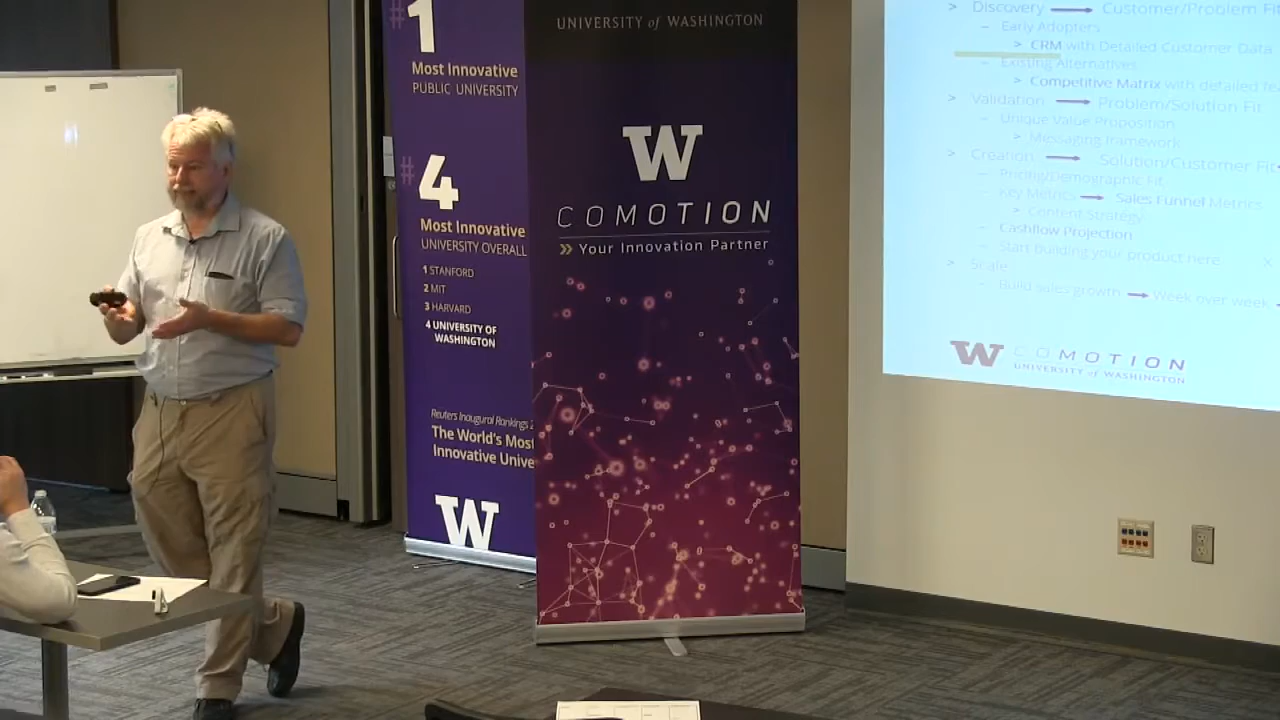 #1
Most Innovative
PUBLIC UNIVERSITY
#4
Most Innovative
UNIVERSITY OVERALL
1 STANFORD
2 MIT
3 HARVARD
4 UNIVERSITY OF
WASHINGTON
Reuters Inaugural Rankings
The World's Most
Innovative
W
UNIVERSITY of WASHINGTON
W
COMOTION
» Your Innovation Partner
> Discovery → Customer/Problem Fi
– Early Adopters
> CRM with Detailed Customer Data
– Existing Alternatives
> Competitive Matrix with detailed fe
> Validation → Problem/Solution Fit
– Unique Value Proposition
> Messaging framework
> Creation → Solution/Customer Fit
– Pricing/Demographic Fit
– Key Metrics → Sales Funnel Metrics
> Content Strategy
– Cashflow Projection
– Start Building your product here X
> Scale
– Build sales growth → Week over week
W COMOTION
UNIVERSITY of WASHINGTON